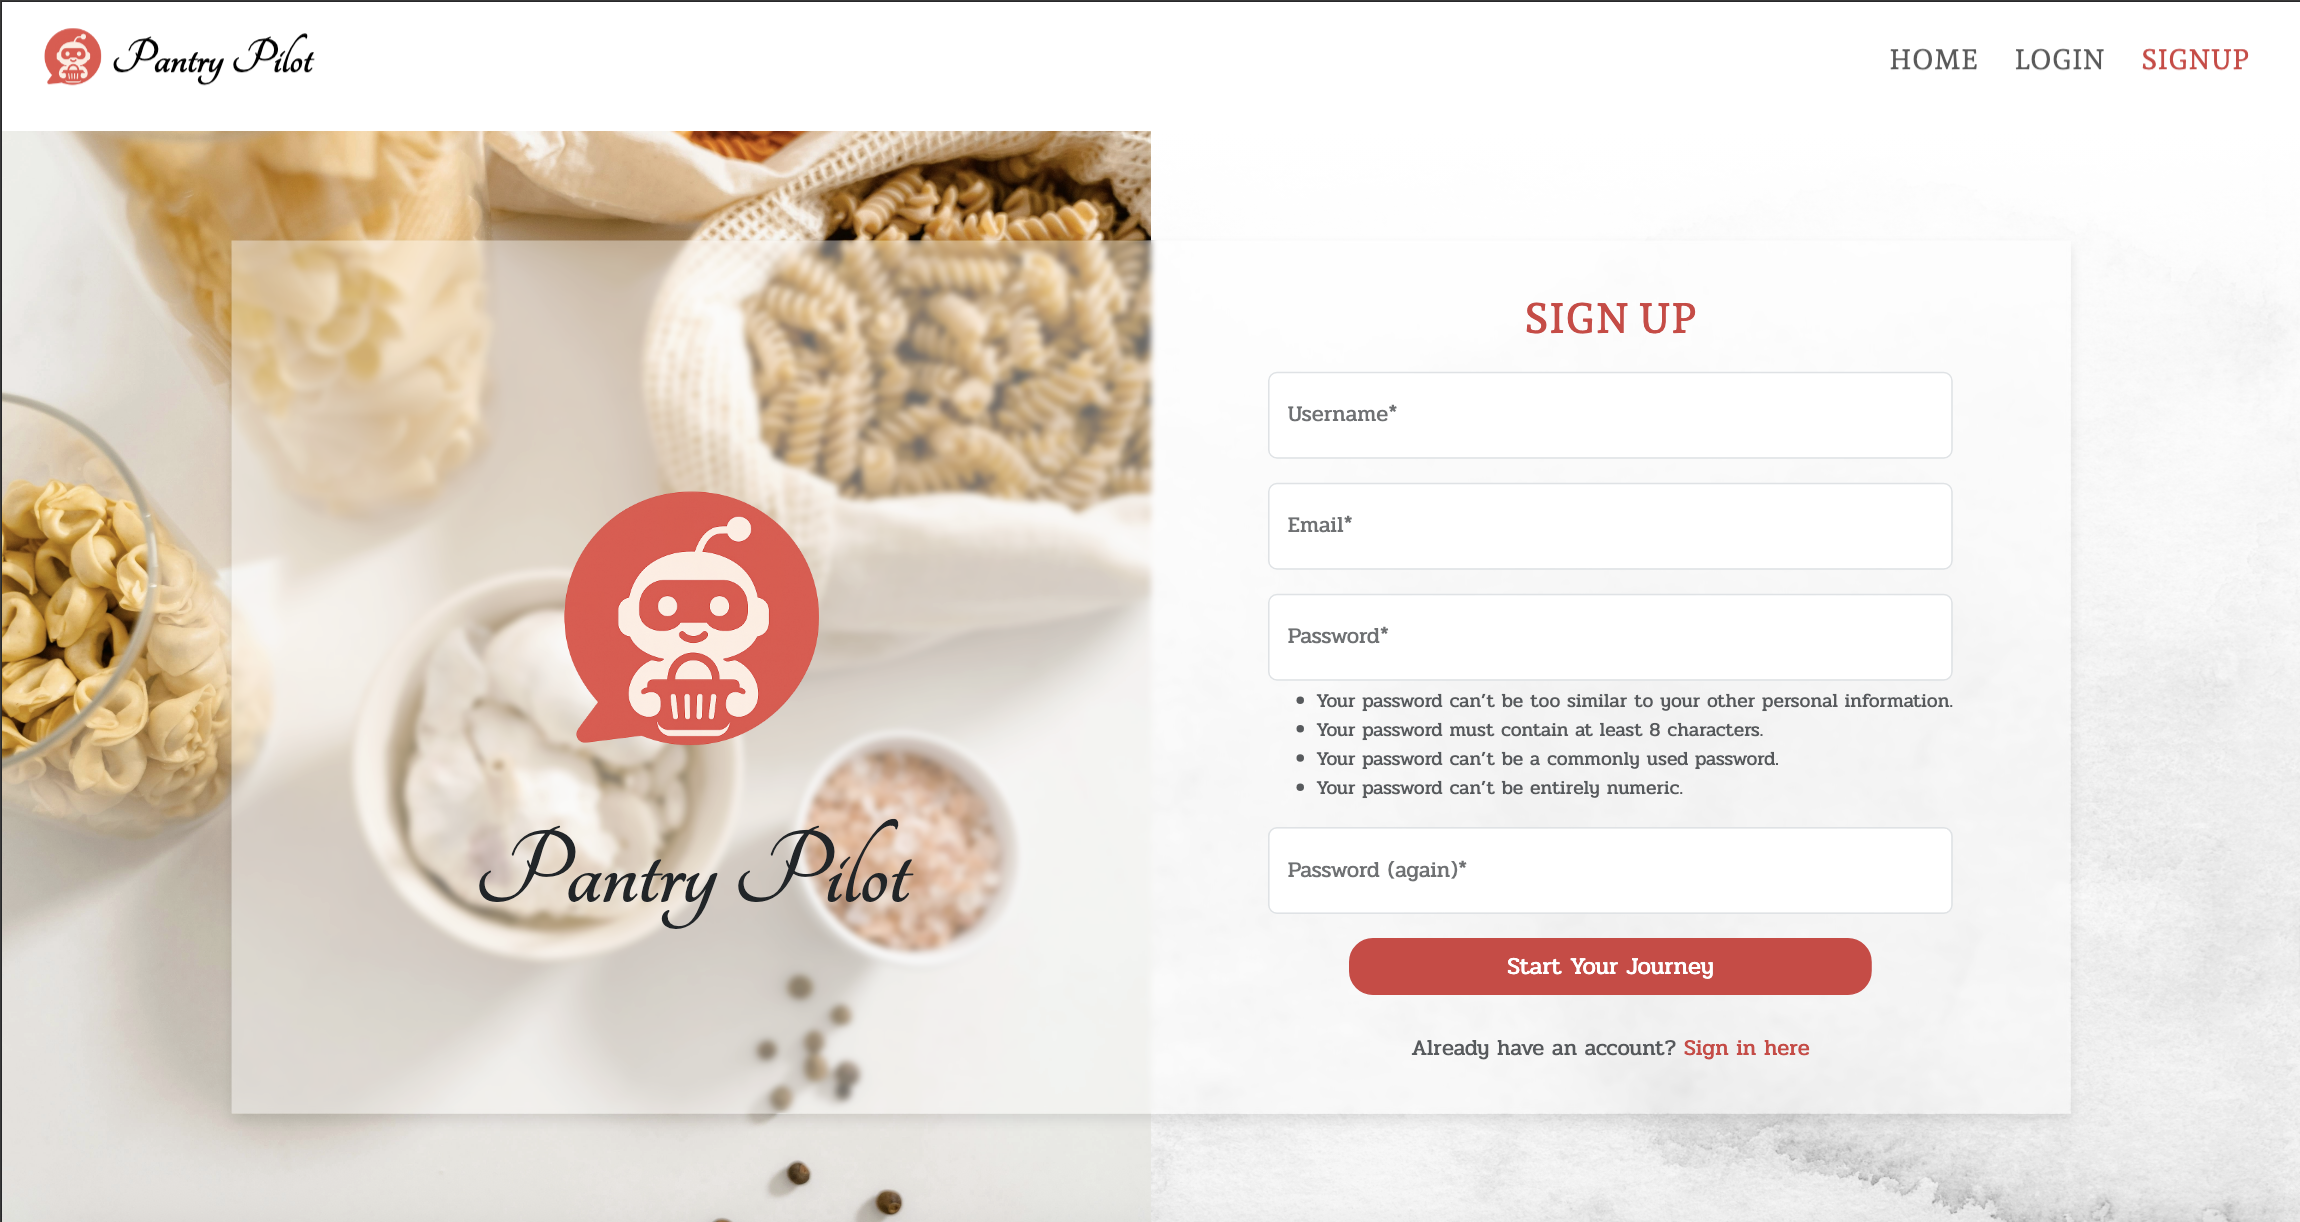 Pantry Pilot
HOME LOGIN SIGNUP
Pantry Pilot
SIGN UP
Username*
Email*
Password*
• Your password can’t be too similar to your other personal information.
• Your password must contain at least 8 characters.
• Your password can’t be a commonly used password.
• Your password can’t be entirely numeric.
Password (again)*
Start Your Journey
Already have an account? Sign in here